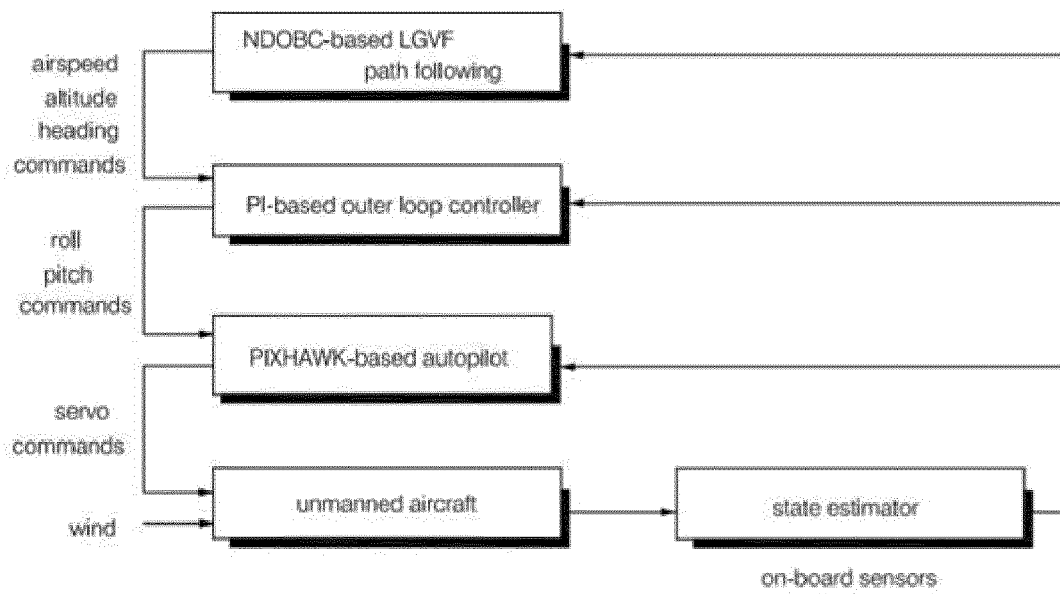 NDOBC-based LGVF
path following
airspeed
altitude
heading
commands
PI-based outer loop controller
roll
pitch
commands
PIXHAWK-based autopilot
servo
commands
unmanned aircraft
wind
state estimator
on-board sensors